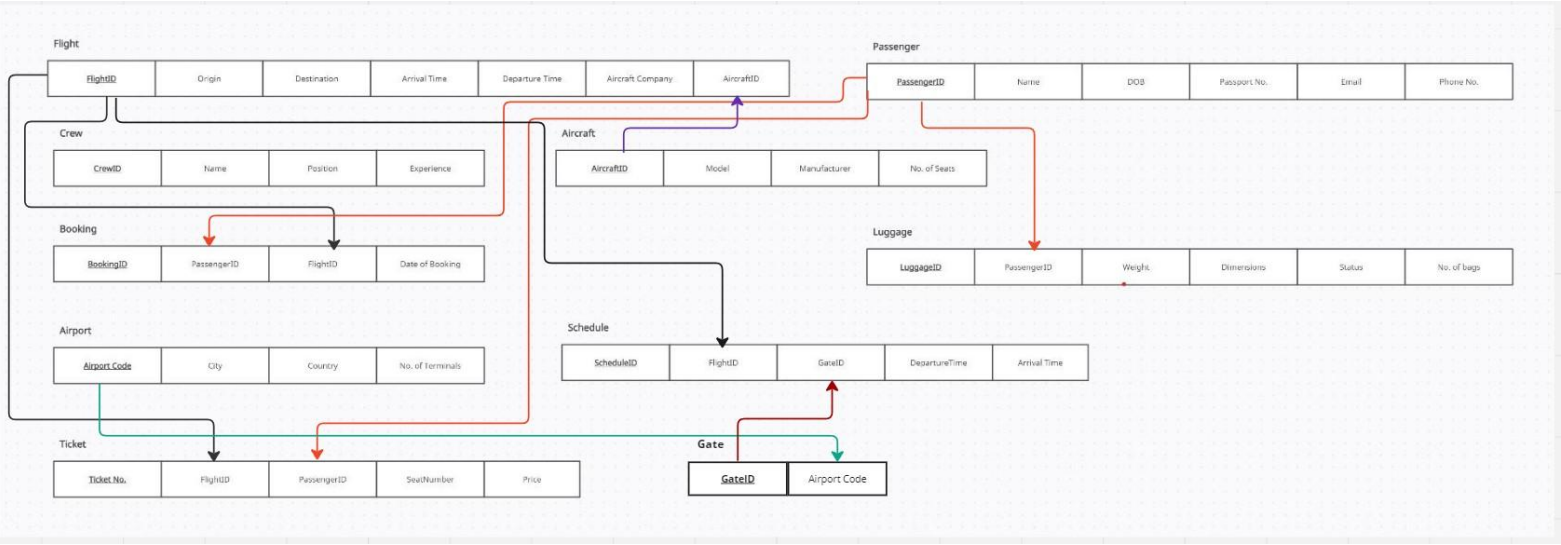 Flight
FlightID Origin Destination Arrival Time Departure Time Aircraft Company AircraftID
Passenger
PassengerID Name DOB Passport No. Email Phone No.
Crew
CrewID Name Position Experience
Aircraft
AircraftID Model Manufacturer No. of Seats
Booking
BookingID PassengerID FlightID Date of Booking
Luggage
LuggageID PassengerID Weight Dimensions Status No. of bags
Airport
Airport Code City Country No. of Terminals
Schedule
ScheduleID FlightID GateID DepartureTime Arrival Time
Ticket
Ticket No. FlightID PassengerID SeatNumber Price
Gate
GateID Airport Code